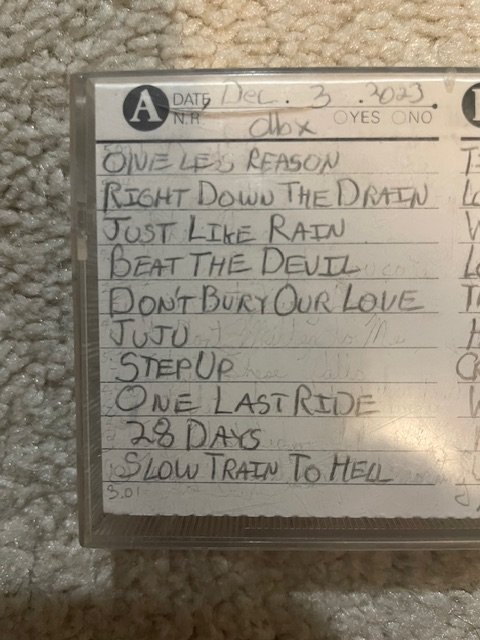 A DATE Dec. 3 .2023.
N.R. dbx YES NO
ONE LESS REASON
RIGHT DOWN THE DRAIN
JUST LIKE RAIN
BEAT THE DEVIL
DON'T BURY OUR LOVE
JUJU
STEP UP
ONE LAST RIDE
28 DAYS
SLOW TRAIN TO HELL